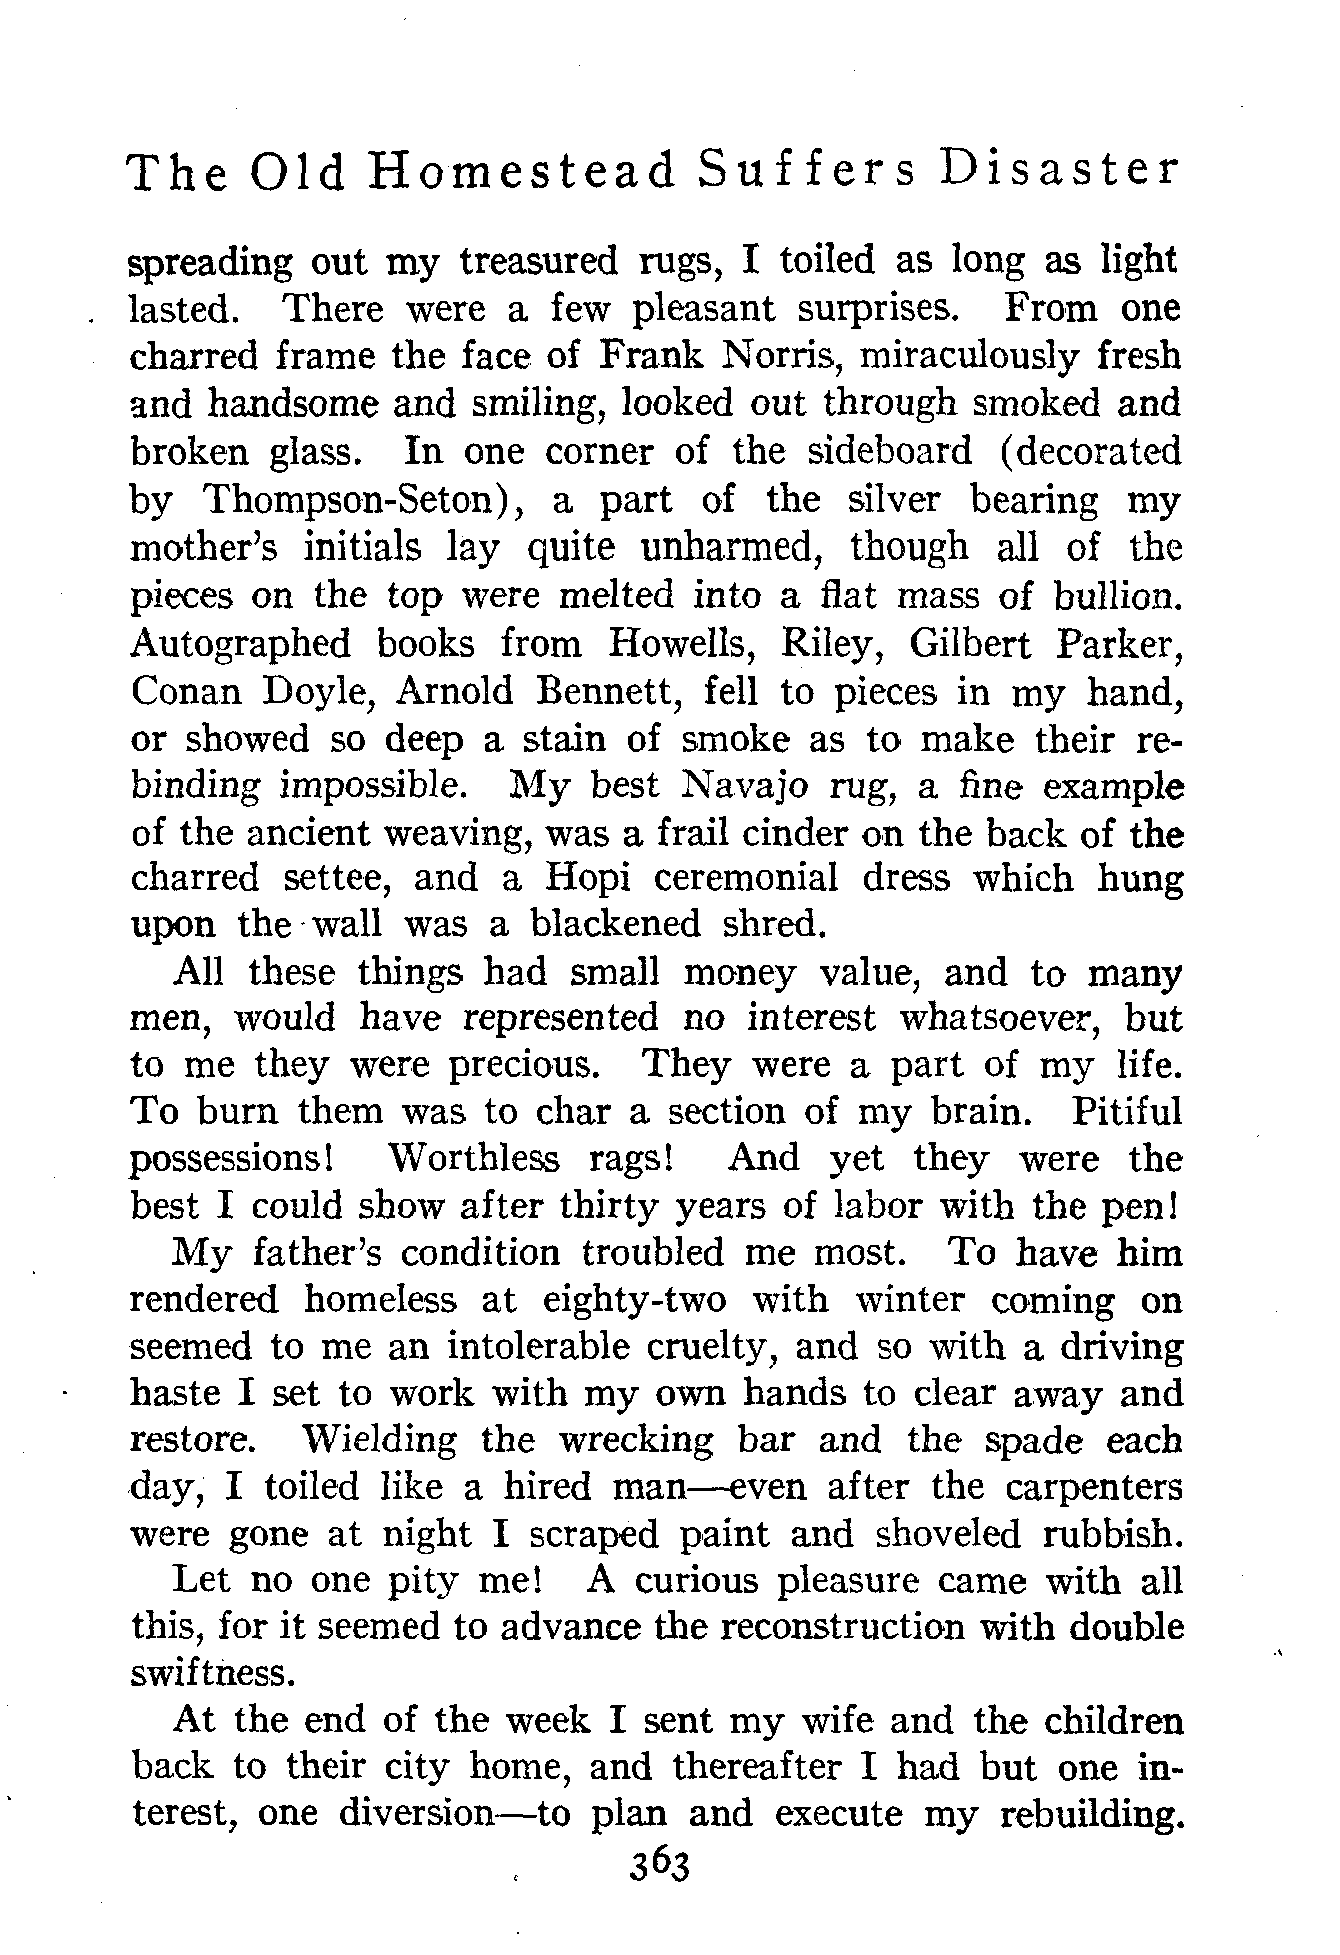 The Old Homestead Suffers Disaster
spreading out my treasured rugs, I toiled as long as light
lasted. There were a few pleasant surprises. From one
charred frame the face of Frank Norris, miraculously fresh
and handsome and smiling, looked out through smoked and
broken glass. In one corner of the sideboard (decorated
by Thompson-Seton), a part of the silver bearing my
mother's initials lay quite unharmed, though all of the
pieces on the top were melted into a flat mass of bullion.
Autographed books from Howells, Riley, Gilbert Parker,
Conan Doyle, Arnold Bennett, fell to pieces in my hand,
or showed so deep a stain of smoke as to make their re-
binding impossible. My best Navajo rug, a fine example
of the ancient weaving, was a frail cinder on the back of the
charred settee, and a Hopi ceremonial dress which hung
upon the wall was a blackened shred.
All these things had small money value, and to many
men, would have represented no interest whatsoever, but
to me they were precious. They were a part of my life.
To burn them was to char a section of my brain. Pitiful
possessions! Worthless rags! And yet they were the
best I could show after thirty years of labor with the pen!
My father's condition troubled me most. To have him
rendered homeless at eighty-two with winter coming on
seemed to me an intolerable cruelty, and so with a driving
haste I set to work with my own hands to clear away and
restore. Wielding the wrecking bar and the spade each
day, I toiled like a hired man—even after the carpenters
were gone at night I scraped paint and shoveled rubbish.
Let no one pity me! A curious pleasure came with all
this, for it seemed to advance the reconstruction with double
swiftness.
At the end of the week I sent my wife and the children
back to their city home, and thereafter I had but one in-
terest, one diversion—to plan and execute my rebuilding.
363